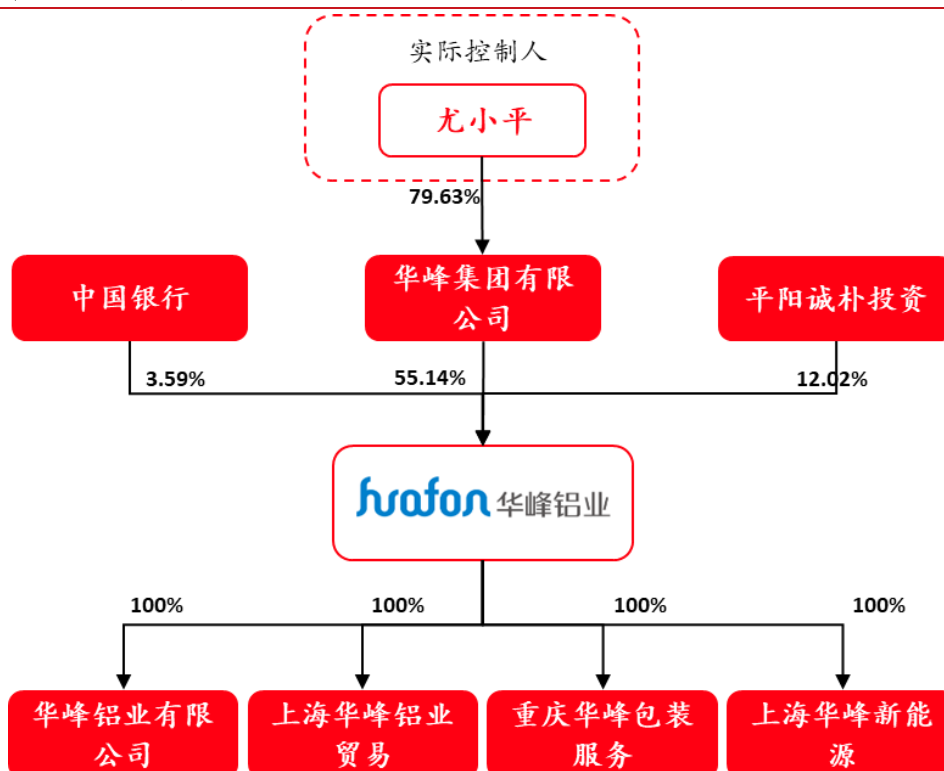 实际控制人
尤小平
79.63%
中国银行
华峰集团有限
公司
平阳诚朴投资
3.59%
55.14%
12.02%
huafon 华峰铝业
100%
100%
100%
100%
华峰铝业有限
公司
上海华峰铝业
贸易
重庆华峰包装
服务
上海华峰新能
源